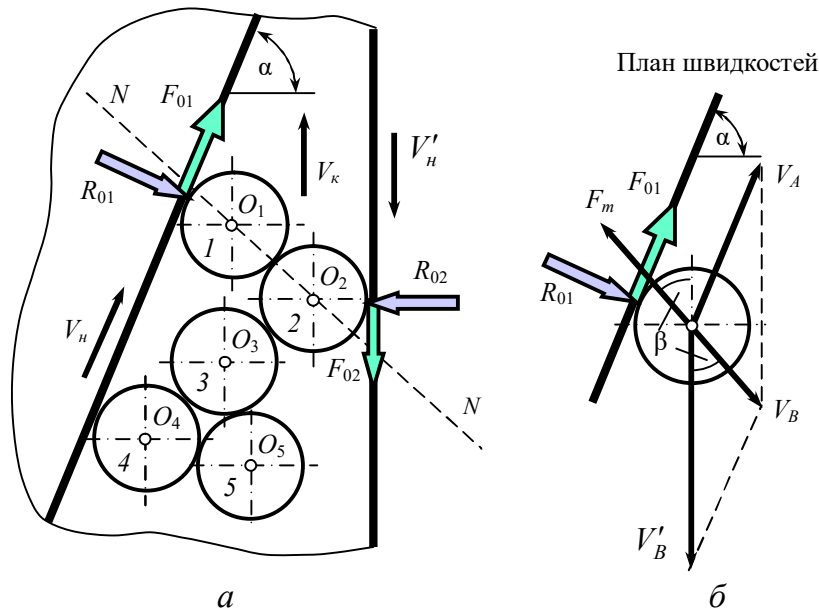 План швидкостей
α
α
N
F01
V′н
VA
Vк
F01
Fm
R01
O1
1
O2
R02
R01
2
Vн
O3
F02
β
3
O4
N
VB
O5
4
5
V′B
а
б